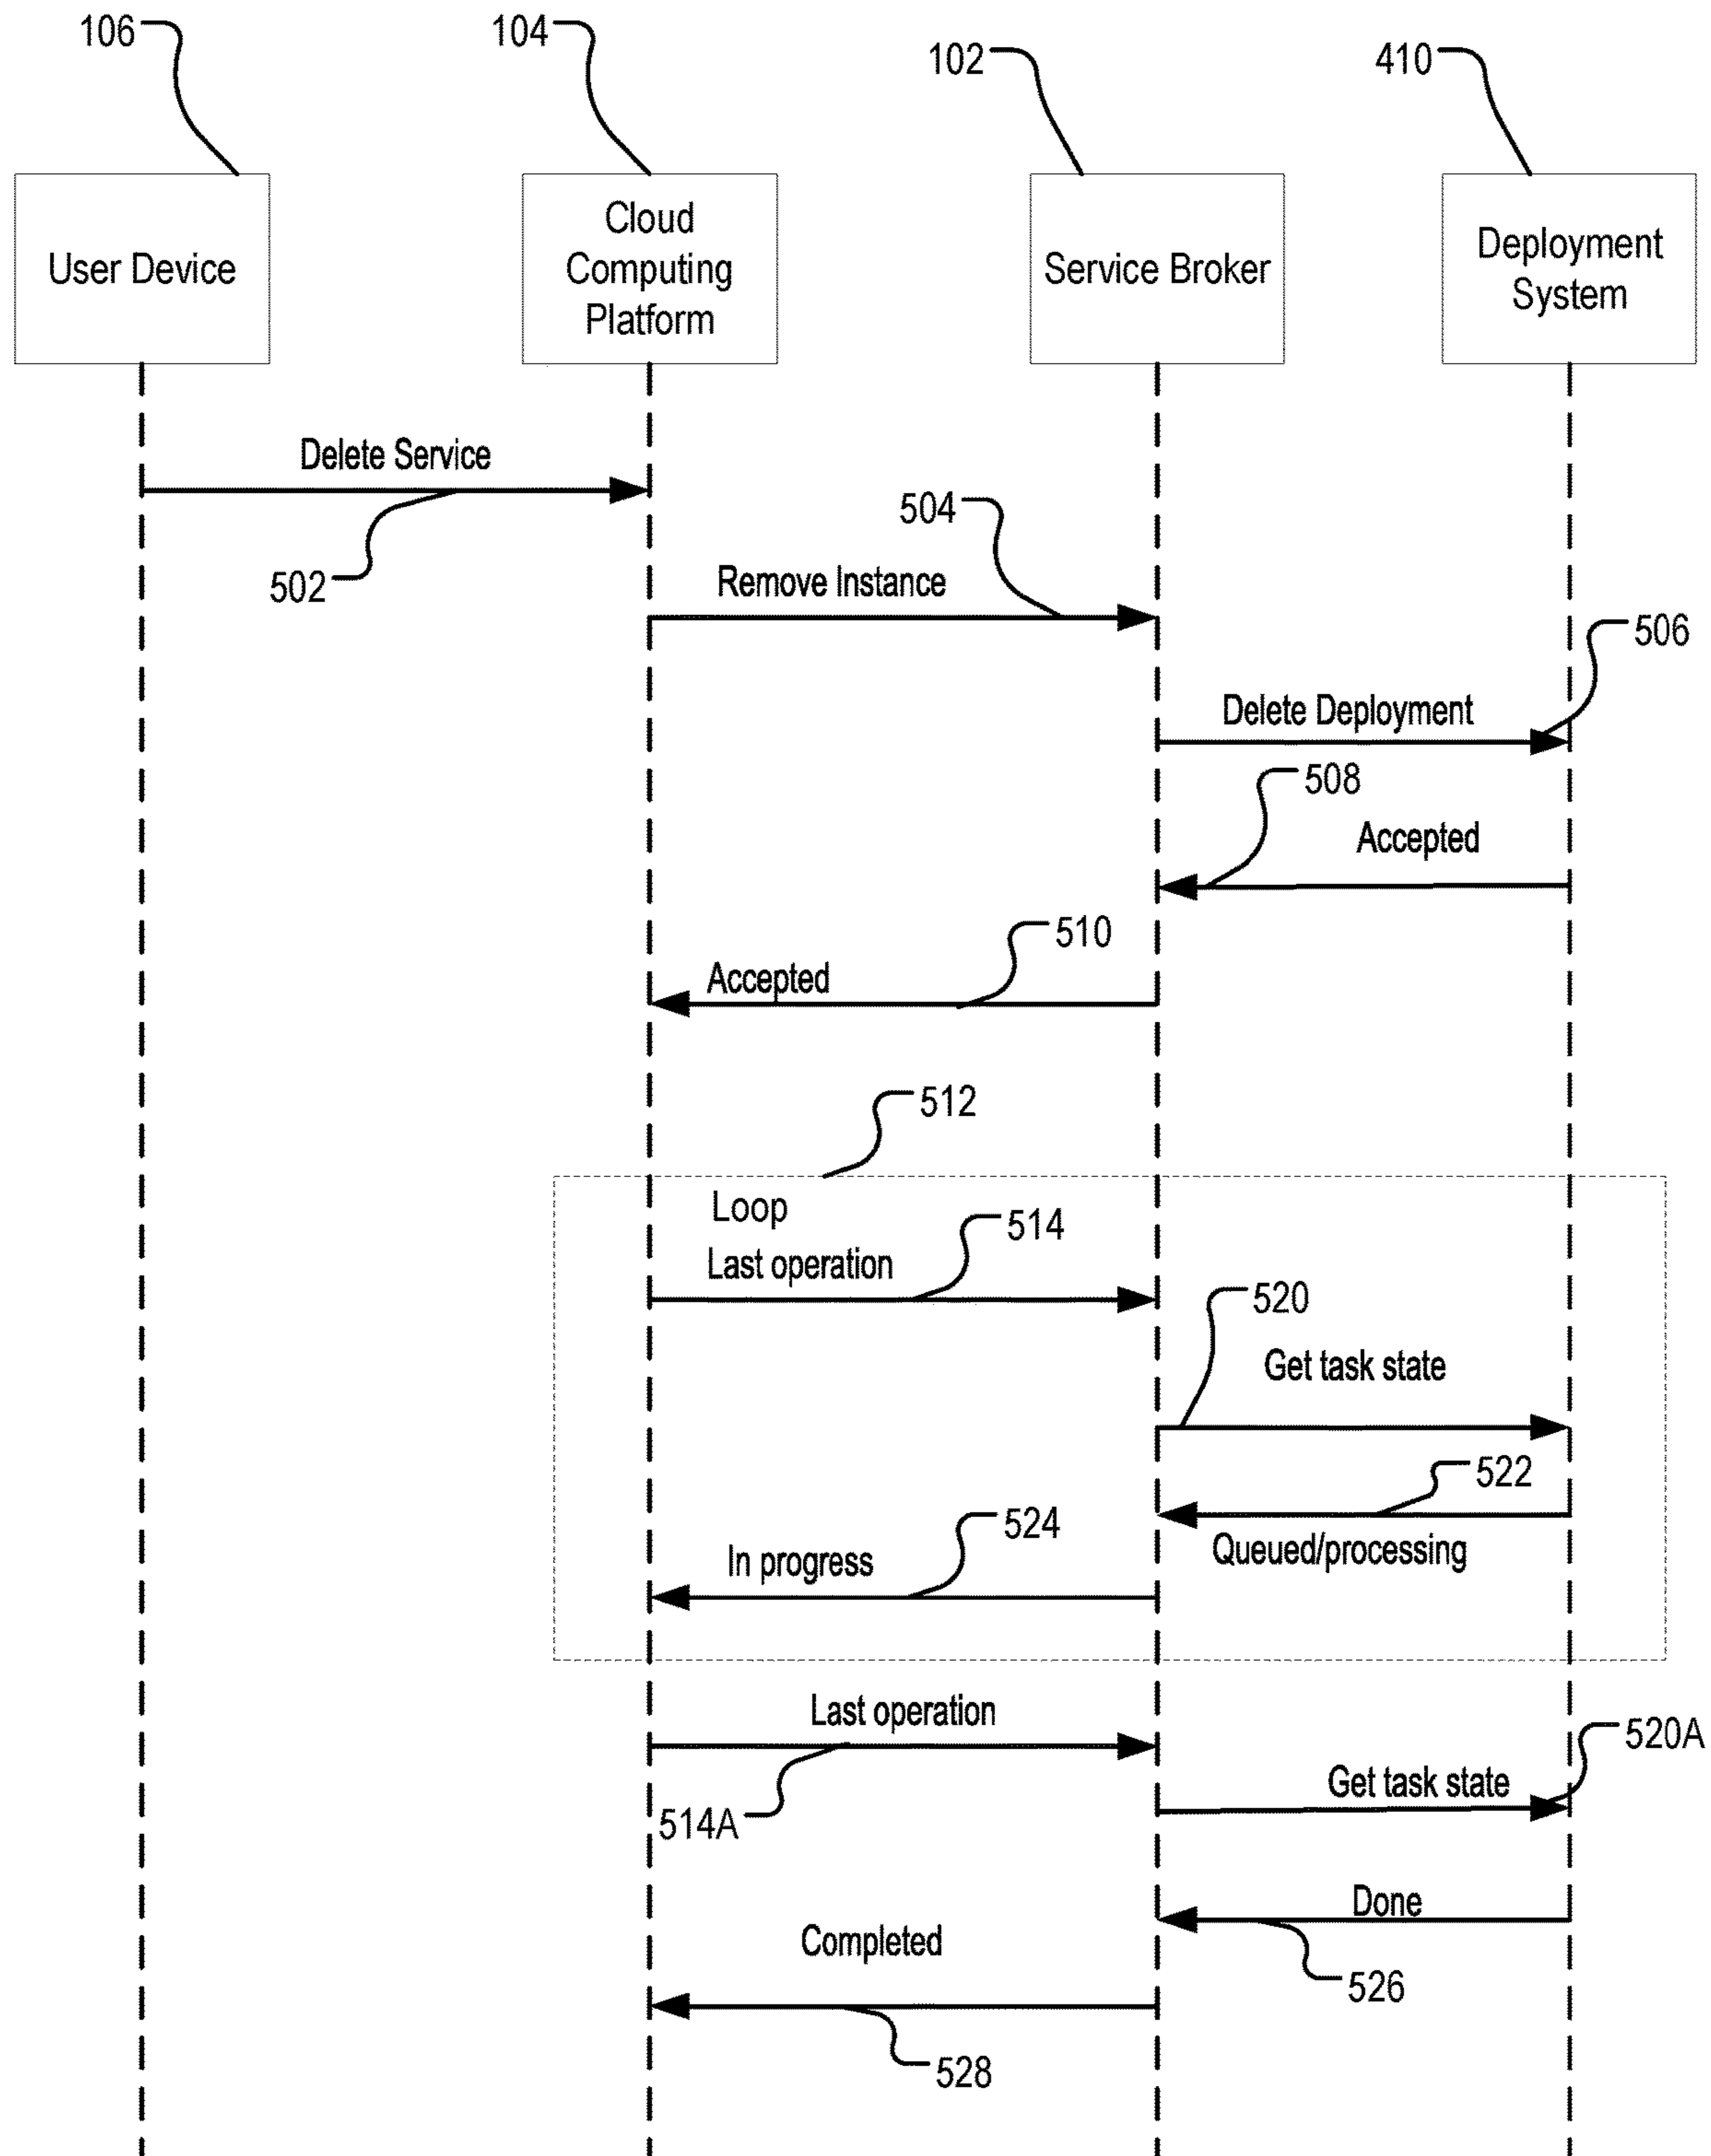 106
104
102
410
User Device
Cloud
Computing
Platform
Service Broker
Deployment
System
Delete Service
502
504
Remove Instance
506
Delete Deployment
508
Accepted
510
Accepted
512
Loop
514
Last operation
520
Get task state
522
Queued/processing
524
In progress
Last operation
514A
520A
Get task state
Done
526
Completed
528